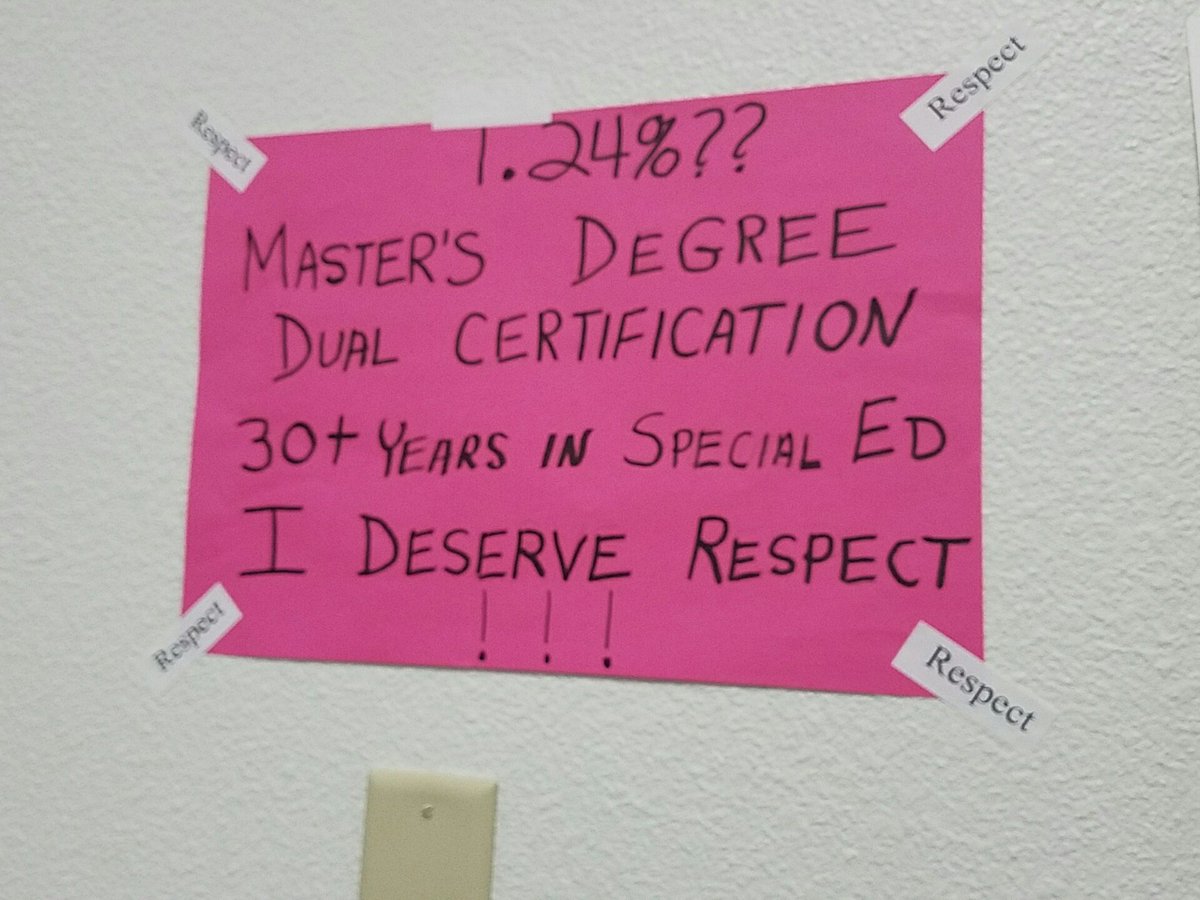 Respect
Respect
1.24%??
MASTER'S DEGREE
DUAL CERTIFICATION
30+ YEARS IN SPECIAL ED
I DESERVE RESPECT
!!!
Respect
Respect